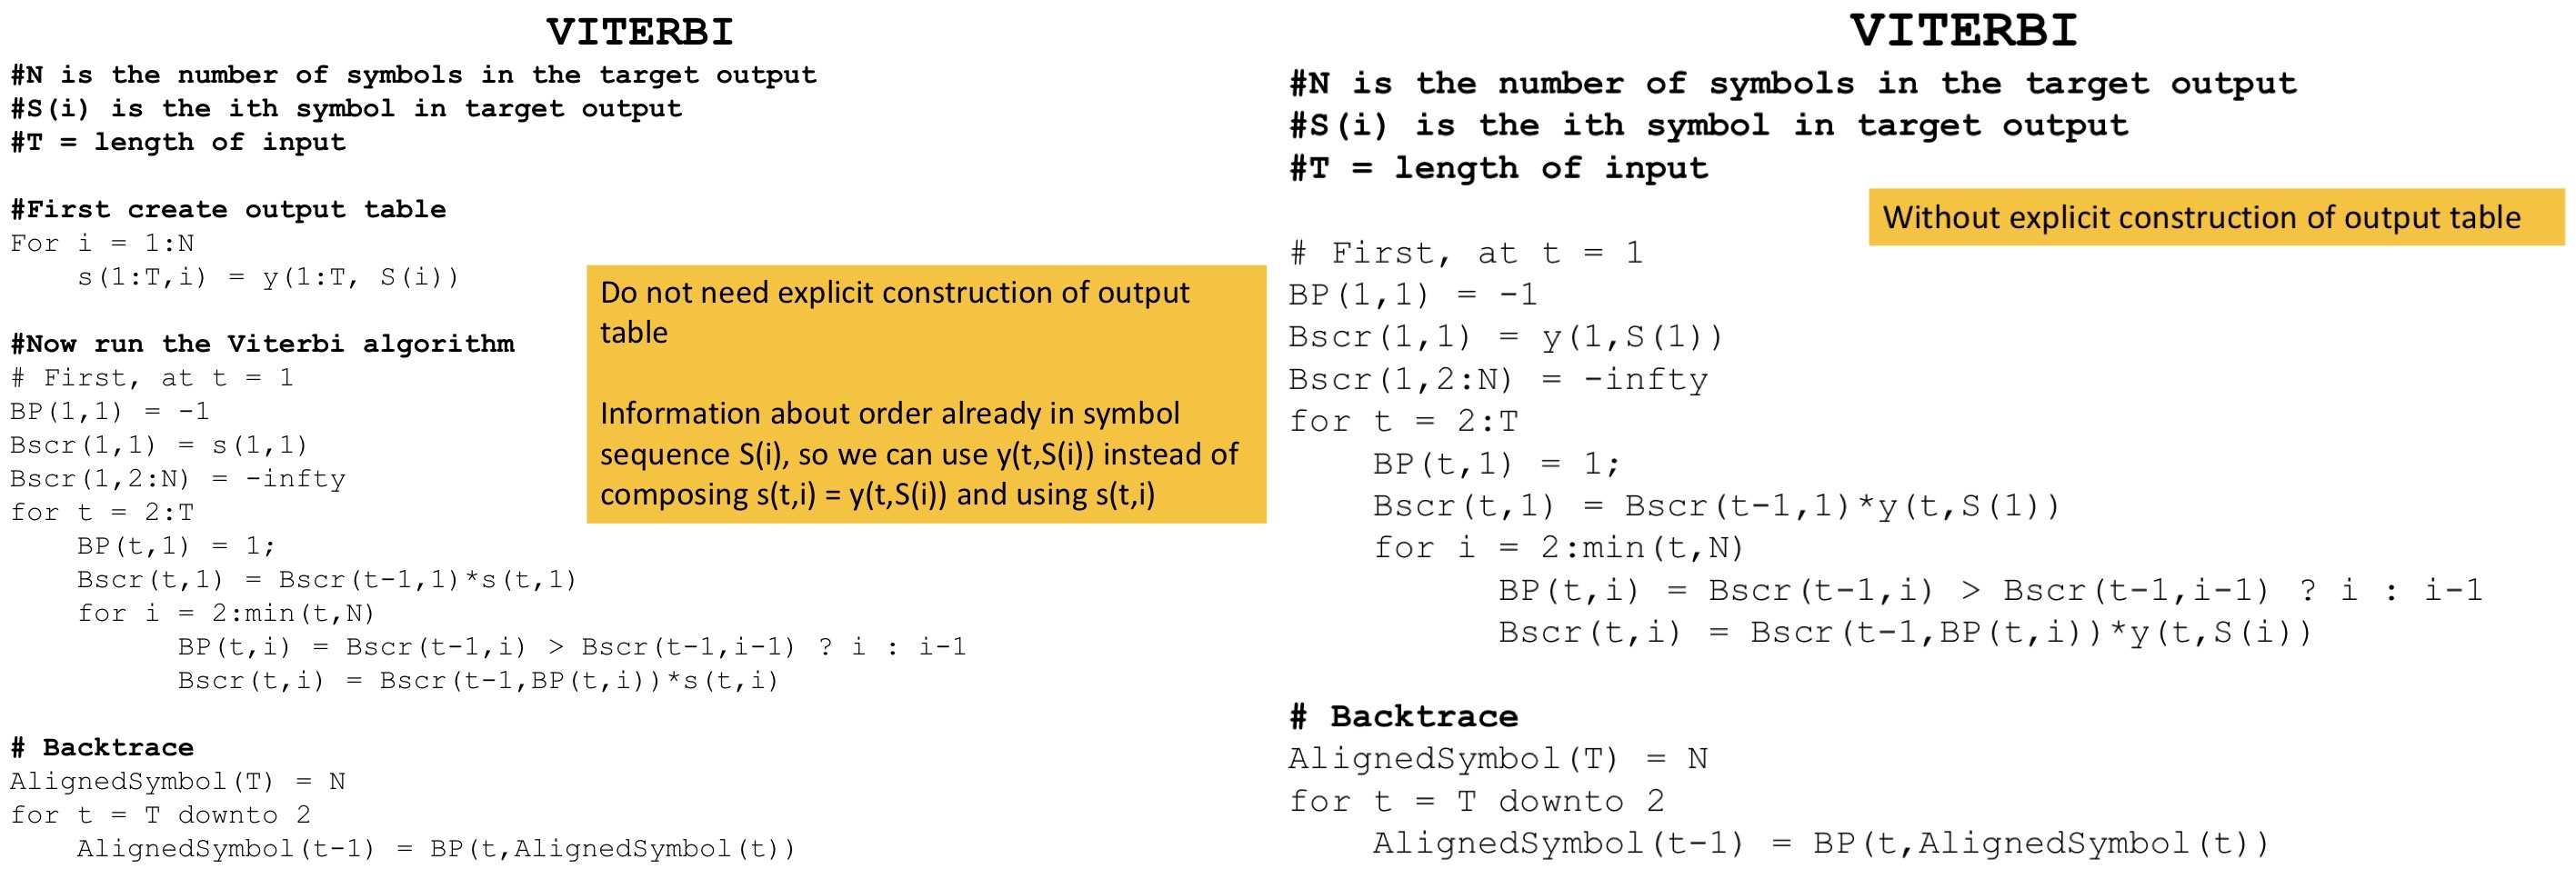 VITERBI
#N is the number of symbols in the target output
#S(i) is the ith symbol in target output
#T = length of input
#First create output table
For i = 1:N
    s(1:T,i) = y(1:T, S(i))
#Now run the Viterbi algorithm
# First, at t = 1
BP(1,1) = -1
Bscr(1,1) = s(1,1)
Bscr(1,2:N) = -infty
for t = 2:T
    BP(t,1) = 1;
    Bscr(t,1) = Bscr(t-1,1)*s(t,1)
    for i = 2:min(t,N)
          BP(t,i) = Bscr(t-1,i) > Bscr(t-1,i-1) ? i : i-1
          Bscr(t,i) = Bscr(t-1,BP(t,i))*s(t,i)
# Backtrace
AlignedSymbol(T) = N
for t = T downto 2
    AlignedSymbol(t-1) = BP(t,AlignedSymbol(t))
Do not need explicit construction of output
table
Information about order already in symbol
sequence S(i), so we can use y(t,S(i)) instead of
composing s(t,i) = y(t,S(i)) and using s(t,i)
VITERBI
#N is the number of symbols in the target output
#S(i) is the ith symbol in target output
#T = length of input
Without explicit construction of output table
# First, at t = 1
BP(1,1) = -1
Bscr(1,1) = y(1,S(1))
Bscr(1,2:N) = -infty
for t = 2:T
    BP(t,1) = 1;
    Bscr(t,1) = Bscr(t-1,1)*y(t,S(1))
    for i = 2:min(t,N)
          BP(t,i) = Bscr(t-1,i) > Bscr(t-1,i-1) ? i : i-1
          Bscr(t,i) = Bscr(t-1,BP(t,i))*y(t,S(i))
# Backtrace
AlignedSymbol(T) = N
for t = T downto 2
    AlignedSymbol(t-1) = BP(t,AlignedSymbol(t))